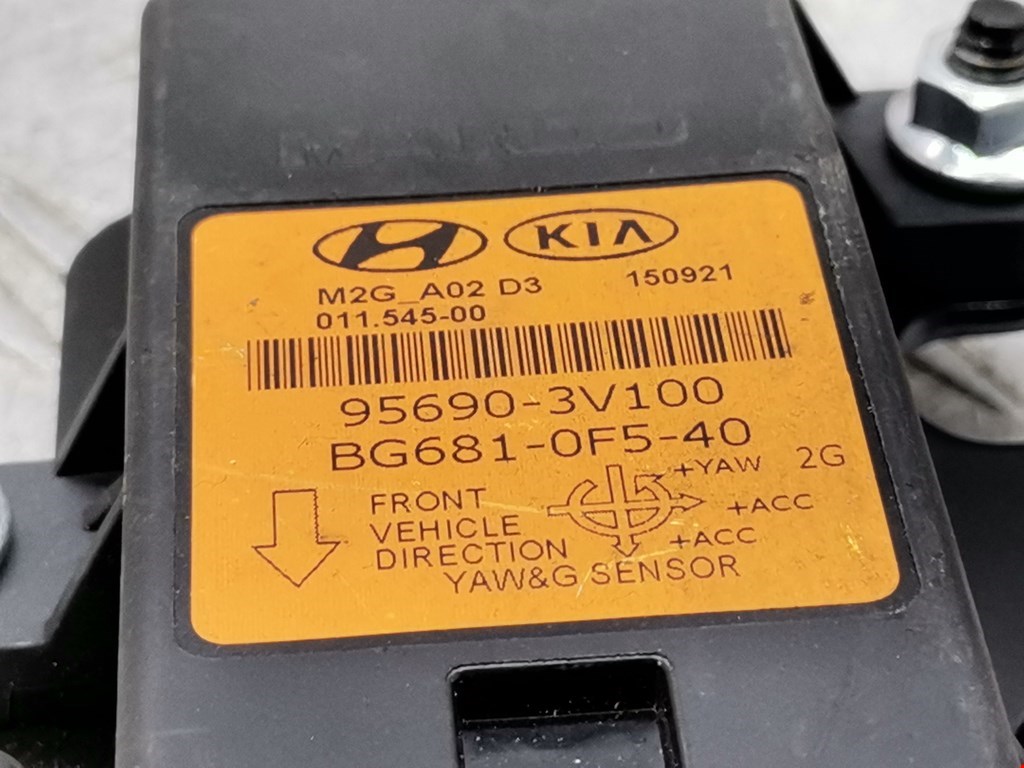 KIA
M2G_A02 D3 150921
011.545-00
95690-3V100
BG681-0F5-40
+YAW 2G
+ACC
+ACC
FRONT
VEHICLE
DIRECTION
YAW&G SENSOR